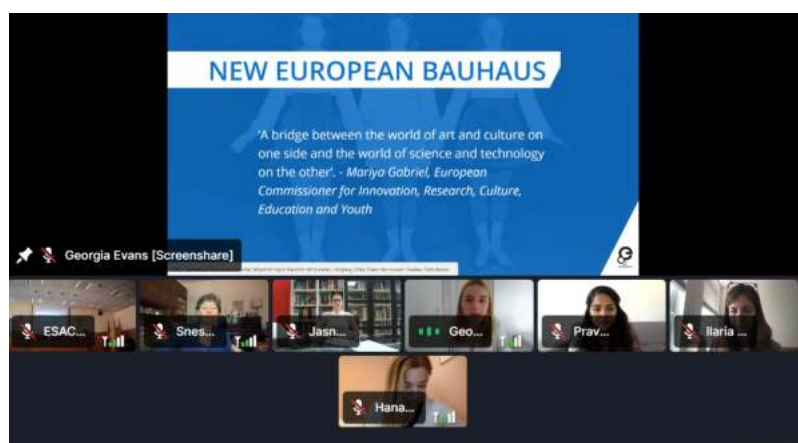 NEW EUROPEAN BAUHAUS
'A bridge between the world of art and culture on
one side and the world of science and technology
on the other'. - Mariya Gabriel, European
Commissioner for Innovation, Research, Culture,
Education and Youth
Georgia Evans [Screenshare]
ESAC...
Snes...
Jasn...
Geo...
Prav...
Ilaria ...
Hana...